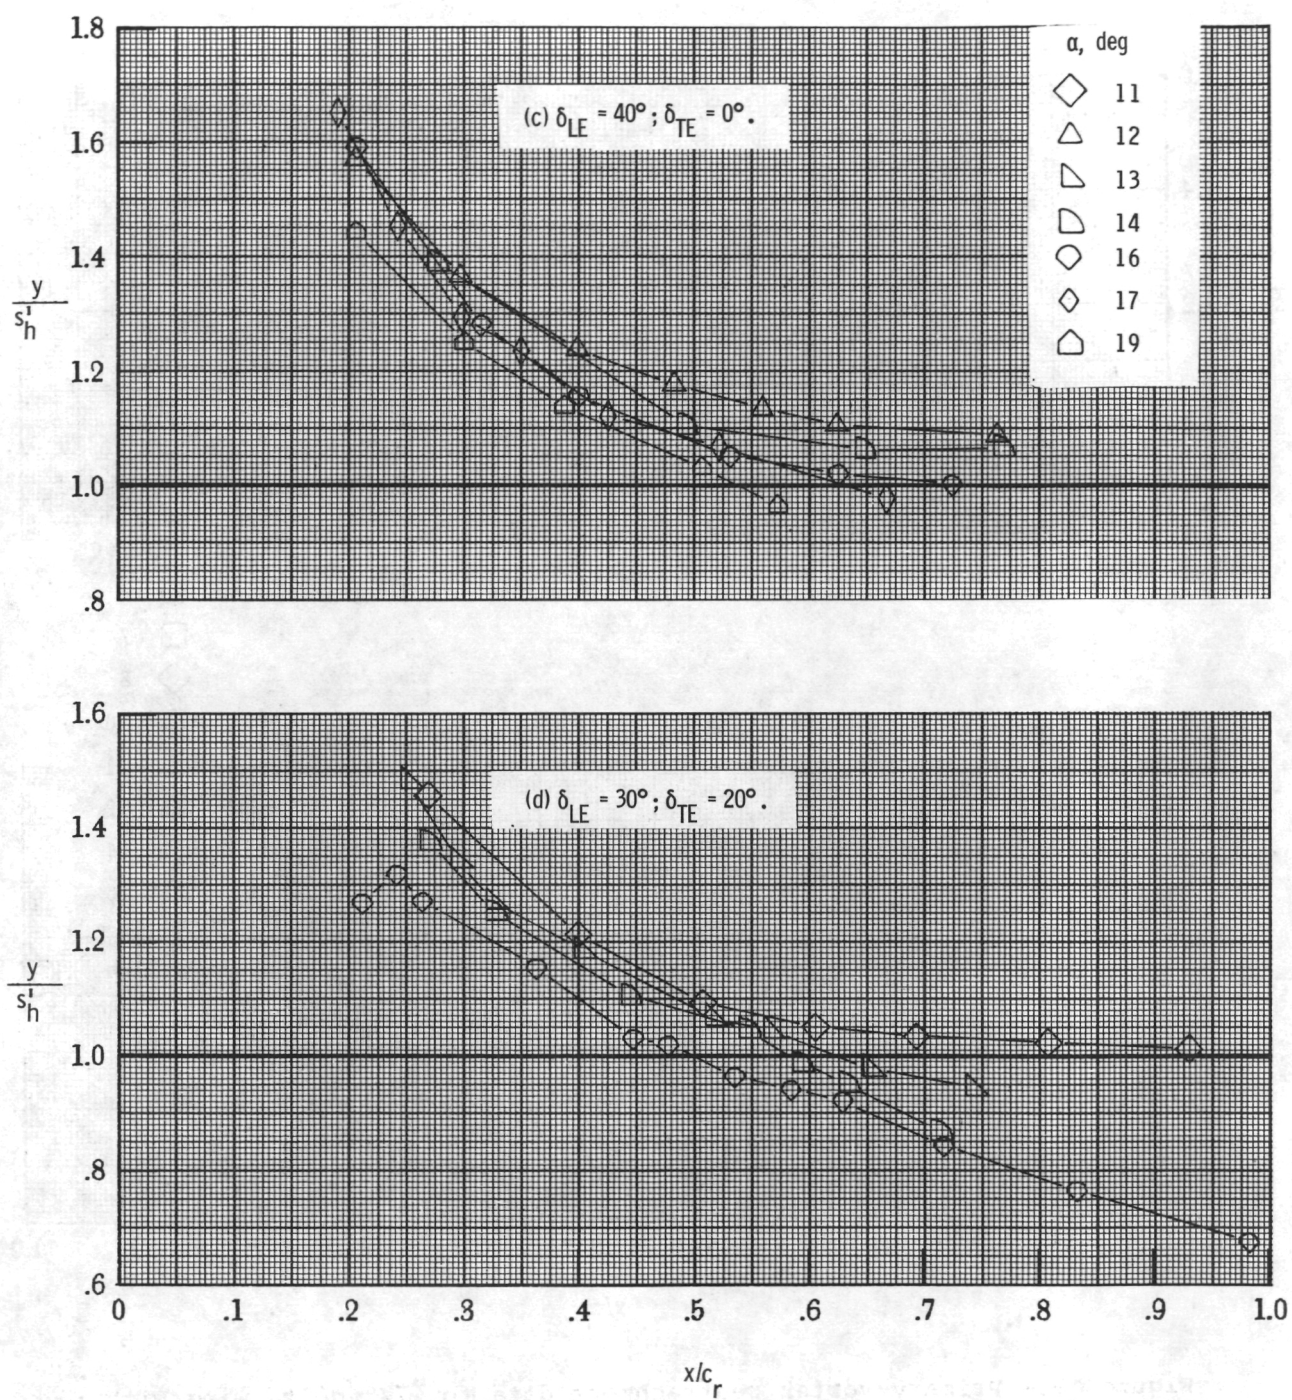 1.8
1.6
1.4
1.2
1.0
.8
y
s'h
(c) δLE = 40°; δTE = 0°.
α, deg
11
12
13
14
16
17
19
1.6
1.4
1.2
1.0
.8
.6
y
s'h
(d) δLE = 30°; δTE = 20°.
0 .1 .2 .3 .4 .5 .6 .7 .8 .9 1.0
x/cr